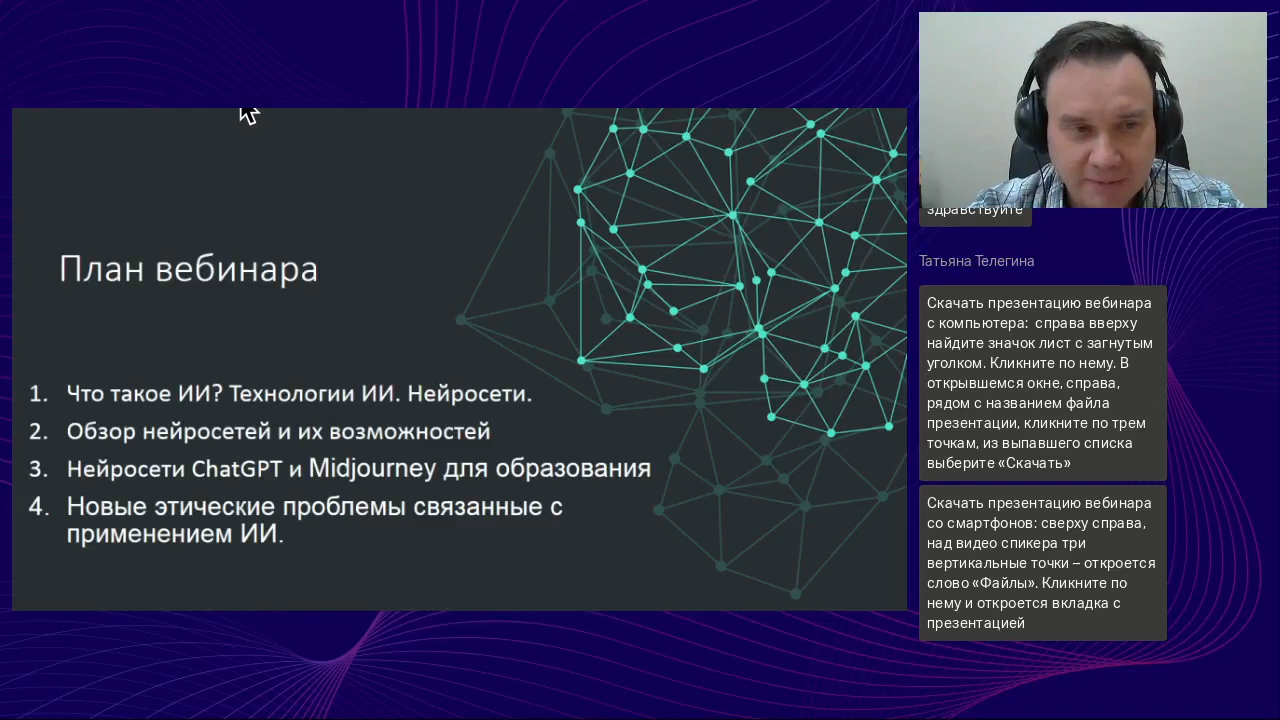 План вебинара
1. Что такое ИИ? Технологии ИИ. Нейросети.
2. Обзор нейросетей и их возможностей
3. Нейросети ChatGPT и Midjourney для образования
4. Новые этические проблемы связанные с
применением ИИ.
здравствуйте
Татьяна Телегина
Скачать презентацию вебинара
с компьютера: справа вверху
найдите значок лист с загнутым
уголком. Кликните по нему. В
открывшемся окне, справа,
рядом с названием файла
презентации, кликните по трем
точкам, из выпавшего списка
выберите «Скачать»
Скачать презентацию вебинара
со смартфонов: сверху справа,
над видео спикера три
вертикальные точки – откроется
слово «Файлы». Кликните по
нему и откроется вкладка с
презентацией